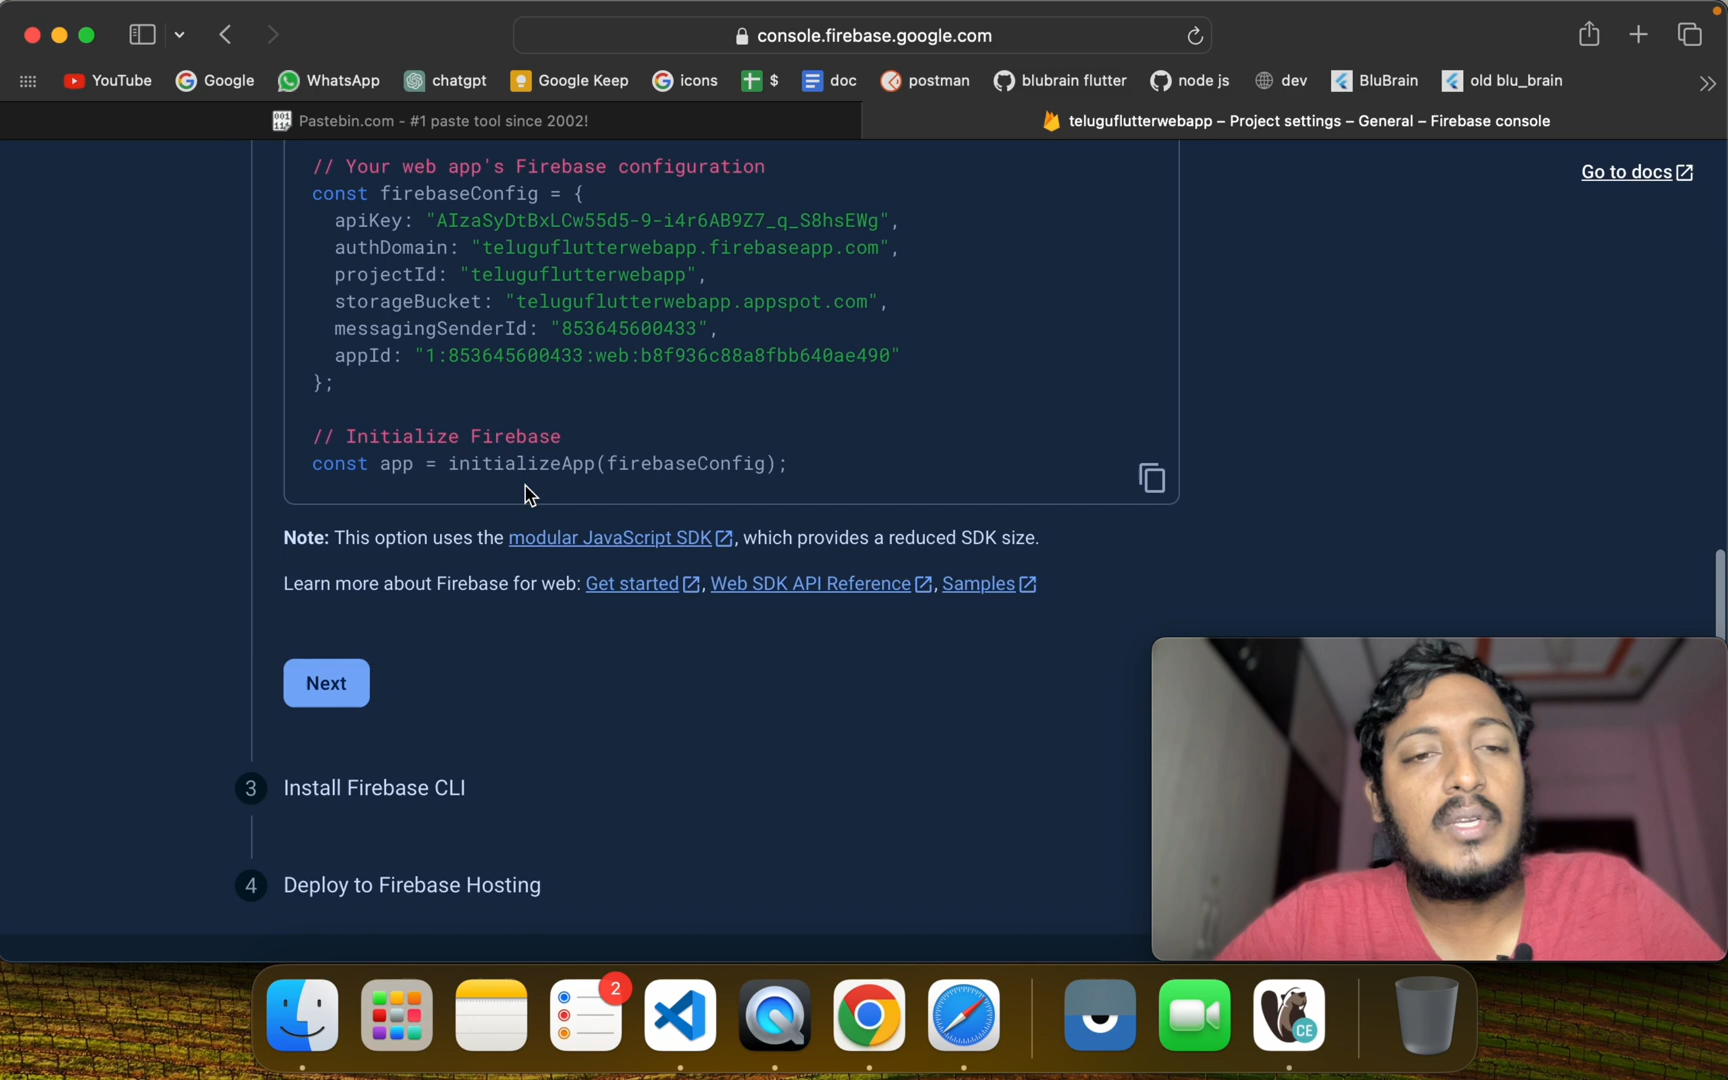 console.firebase.google.com
YouTube Google WhatsApp chatgpt Google Keep icons $ doc postman blubrain flutter node js dev BluBrain old blu_brain
Pastebin.com - #1 paste tool since 2002!
teluguflutterwebapp – Project settings – General – Firebase console
Go to docs
// Your web app's Firebase configuration
const firebaseConfig = {
apiKey: "AIzaSyDtBxLCw55d5-9-i4r6AB9Z7_q_S8hsEWg",
authDomain: "teluguflutterwebapp.firebaseapp.com",
projectId: "teluguflutterwebapp",
storageBucket: "teluguflutterwebapp.appspot.com",
messagingSenderId: "853645600433",
appId: "1:853645600433:web:b8f936c88a8fbb640ae490"
};
// Initialize Firebase
const app = initializeApp(firebaseConfig);
Note: This option uses the modular JavaScript SDK, which provides a reduced SDK size.
Learn more about Firebase for web: Get started, Web SDK API Reference, Samples
Next
3 Install Firebase CLI
4 Deploy to Firebase Hosting
2
CE